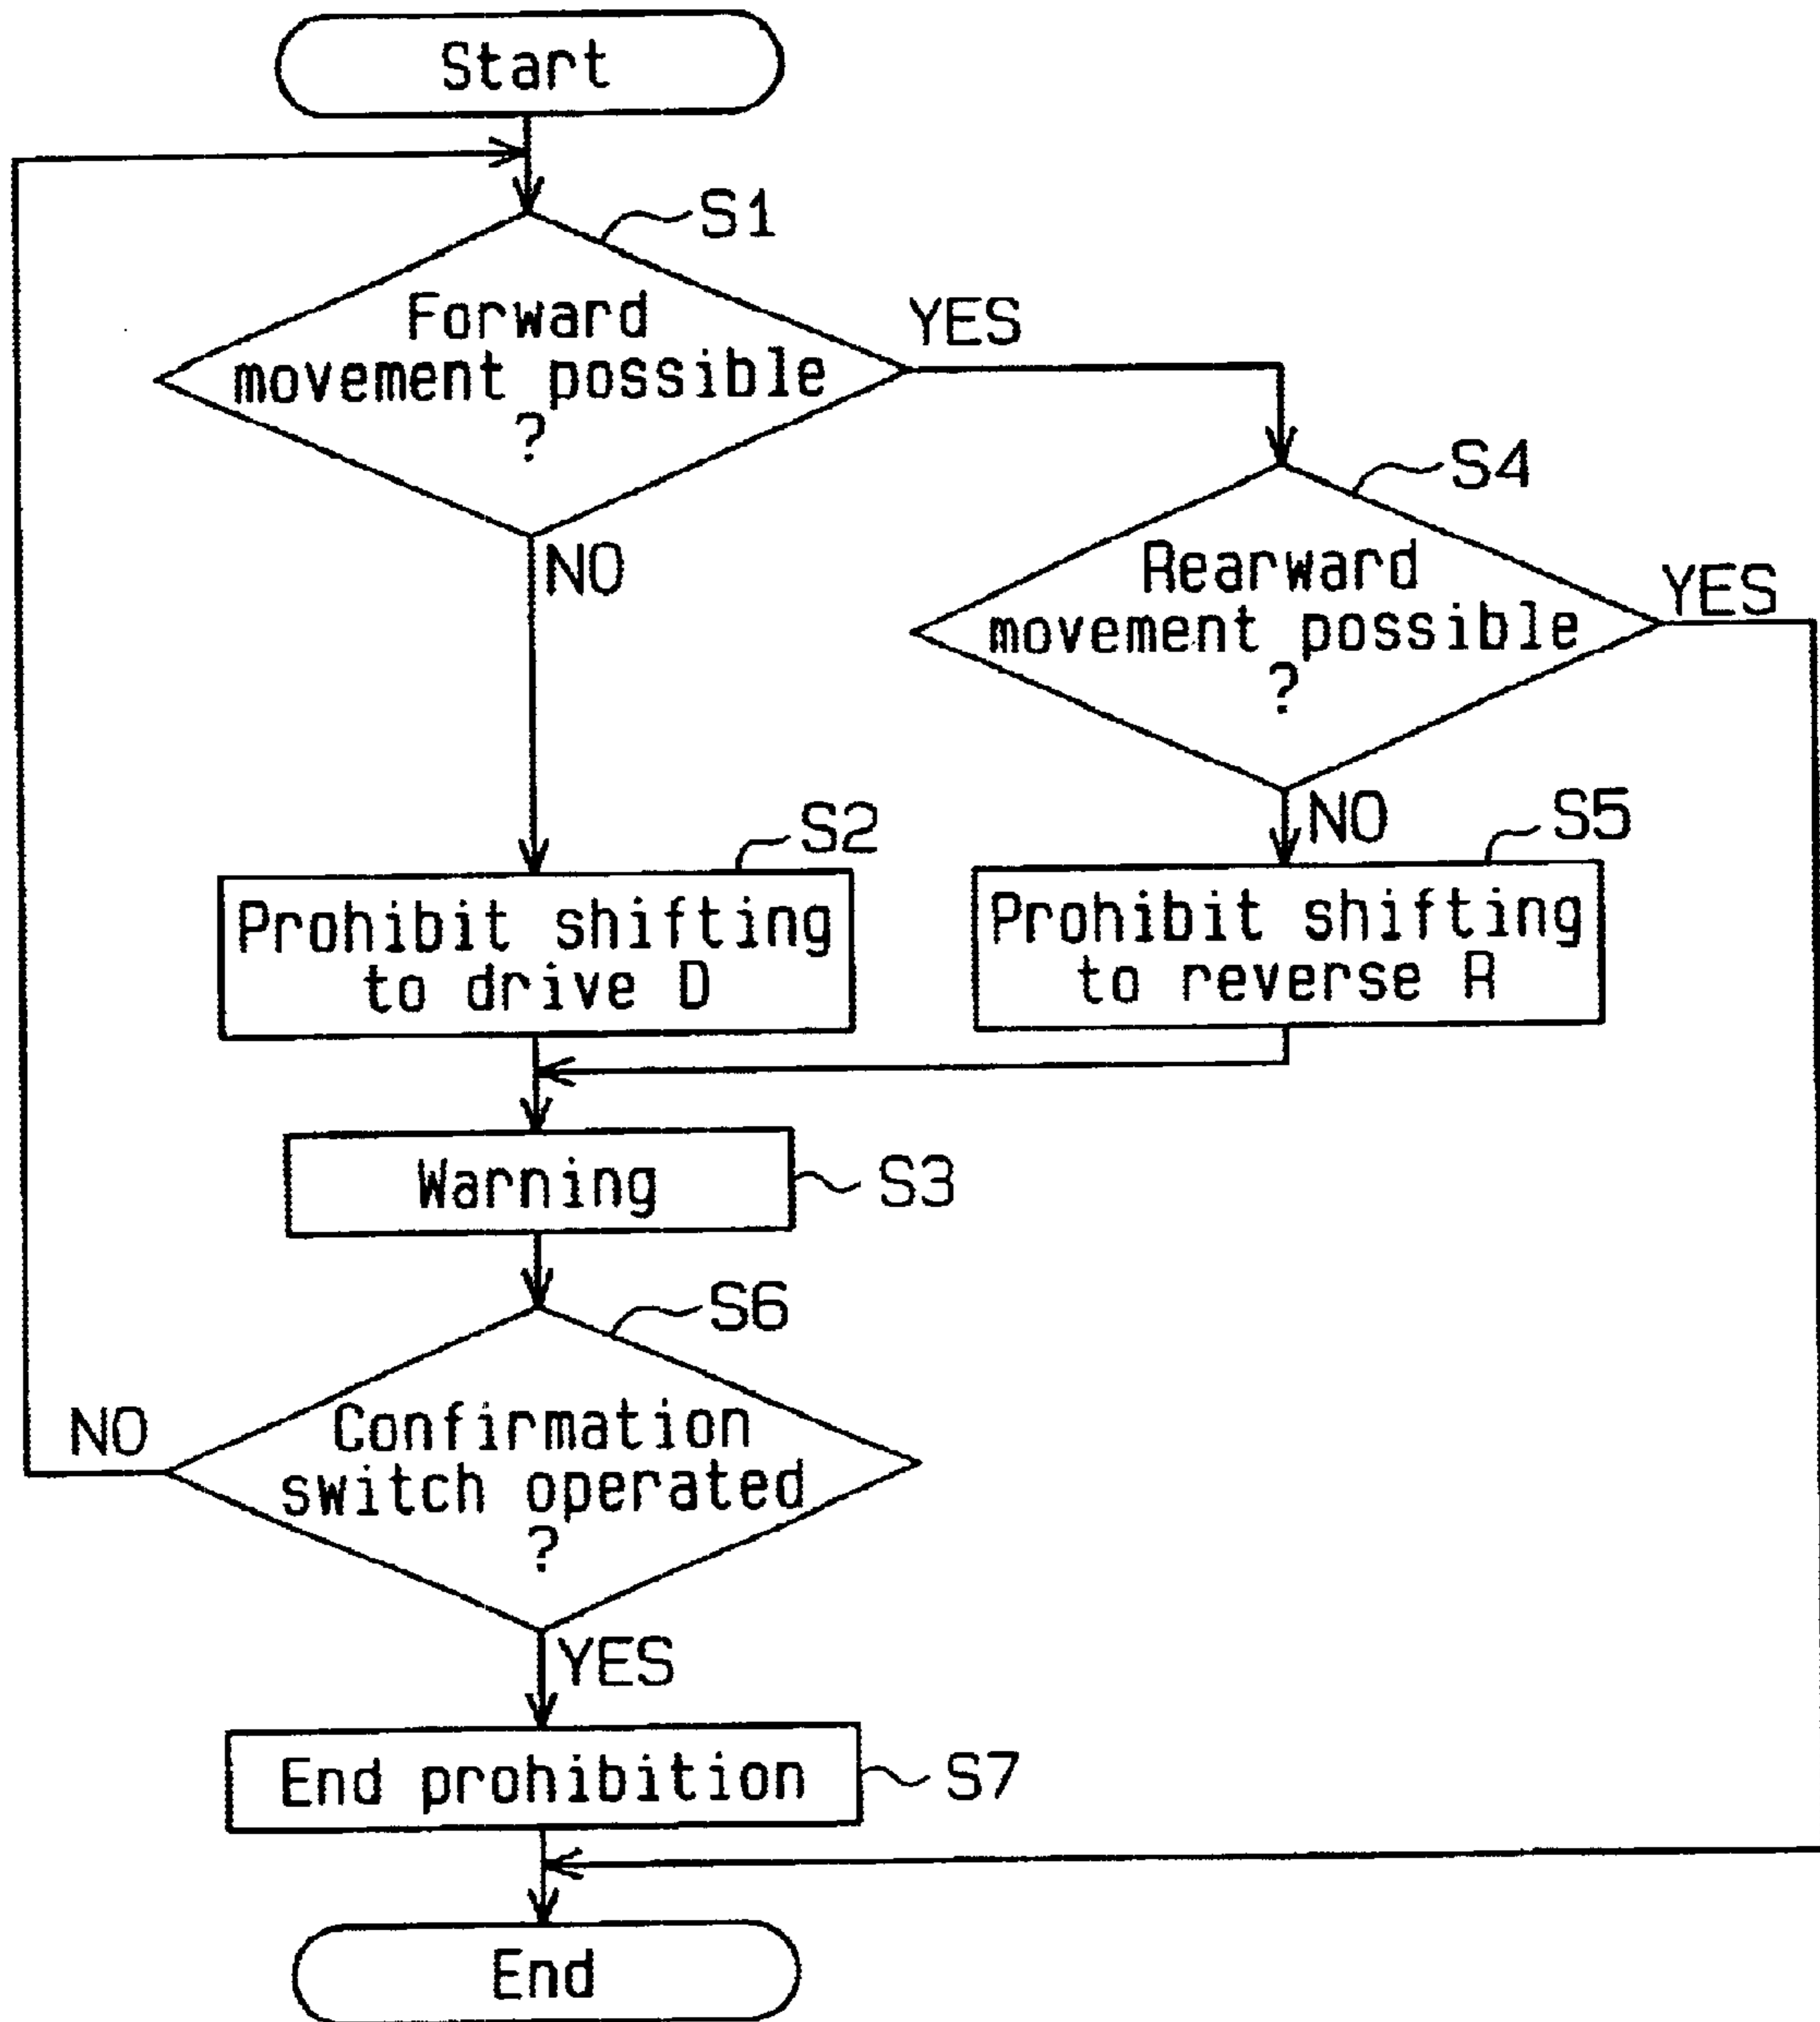 Start
S1
Forward
movement possible
?
YES
NO
S4
Rearward
movement possible
?
YES
NO
S2
Prohibit shifting
to drive D
S5
Prohibit shifting
to reverse R
Warning
S3
S6
Confirmation
switch operated
?
NO
YES
End prohibition
S7
End